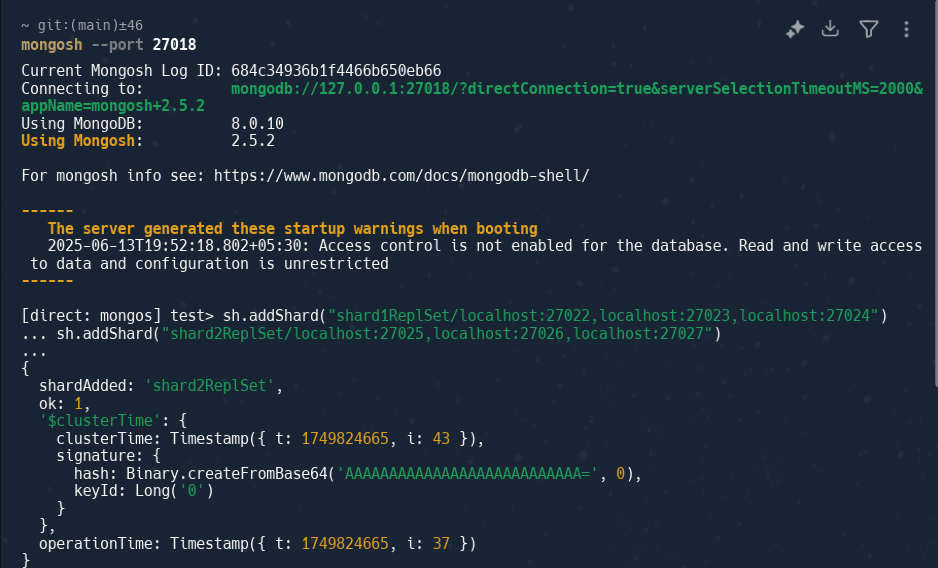 ~ git:(main)±46
mongosh --port 27018
Current Mongosh Log ID: 684c34936b1f4466b650eb66
Connecting to:          mongodb://127.0.0.1:27018/?directConnection=true&serverSelectionTimeoutMS=2000&
appName=mongosh+2.5.2
Using MongoDB:          8.0.10
Using Mongosh:          2.5.2

For mongosh info see: https://www.mongodb.com/docs/mongodb-shell/

------
   The server generated these startup warnings when booting
   2025-06-13T19:52:18.802+05:30: Access control is not enabled for the database. Read and write access
 to data and configuration is unrestricted
------

[direct: mongos] test> sh.addShard("shard1ReplSet/localhost:27022,localhost:27023,localhost:27024")
... sh.addShard("shard2ReplSet/localhost:27025,localhost:27026,localhost:27027")
...
{
  shardAdded: 'shard2ReplSet',
  ok: 1,
  '$clusterTime': {
    clusterTime: Timestamp({ t: 1749824665, i: 43 }),
    signature: {
      hash: Binary.createFromBase64('AAAAAAAAAAAAAAAAAAAAAAAAAAA=', 0),
      keyId: Long('0')
    }
  },
  operationTime: Timestamp({ t: 1749824665, i: 37 })
}